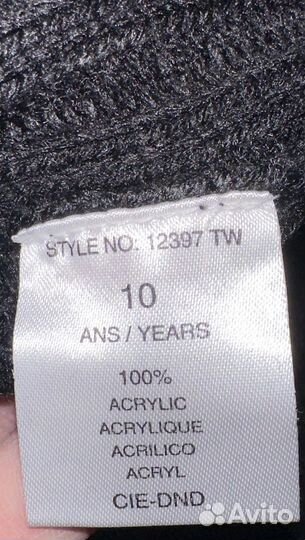 STYLE NO: 12397 TW
10
ANS / YEARS
100%
ACRYLIC
ACRYLIQUE
ACRILICO
ACRYL
CIE-DND
Avito